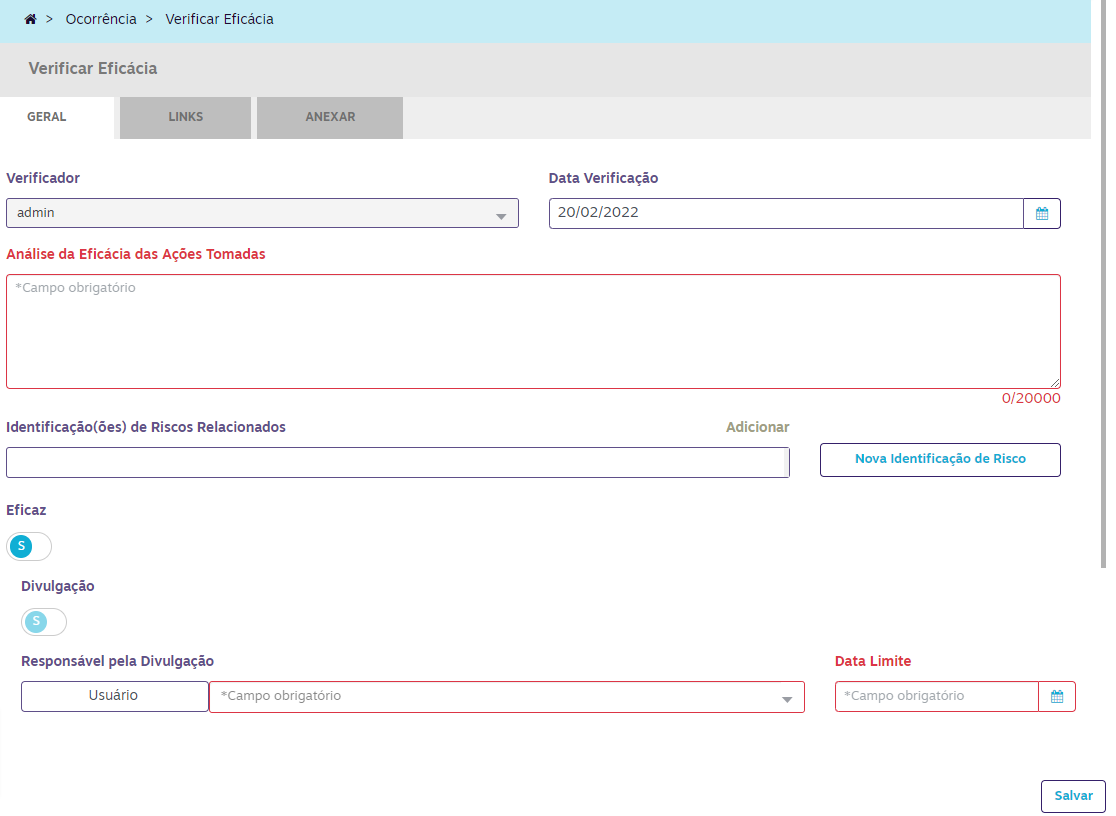 > Ocorrência > Verificar Eficácia
Verificar Eficácia
GERAL LINKS ANEXAR
Verificador Data Verificação
admin 20/02/2022
Análise da Eficácia das Ações Tomadas
*Campo obrigatório
0/20000
Identificação(ões) de Riscos Relacionados Adicionar
Nova Identificação de Risco
Eficaz
S
Divulgação
S
Responsável pela Divulgação Data Limite
Usuário *Campo obrigatório *Campo obrigatório
Salvar